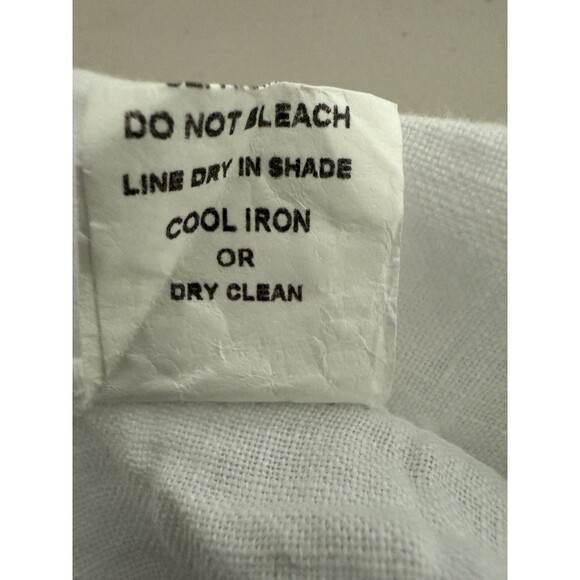 DO NOT BLEACH
LINE DRY IN SHADE
COOL IRON
OR
DRY CLEAN